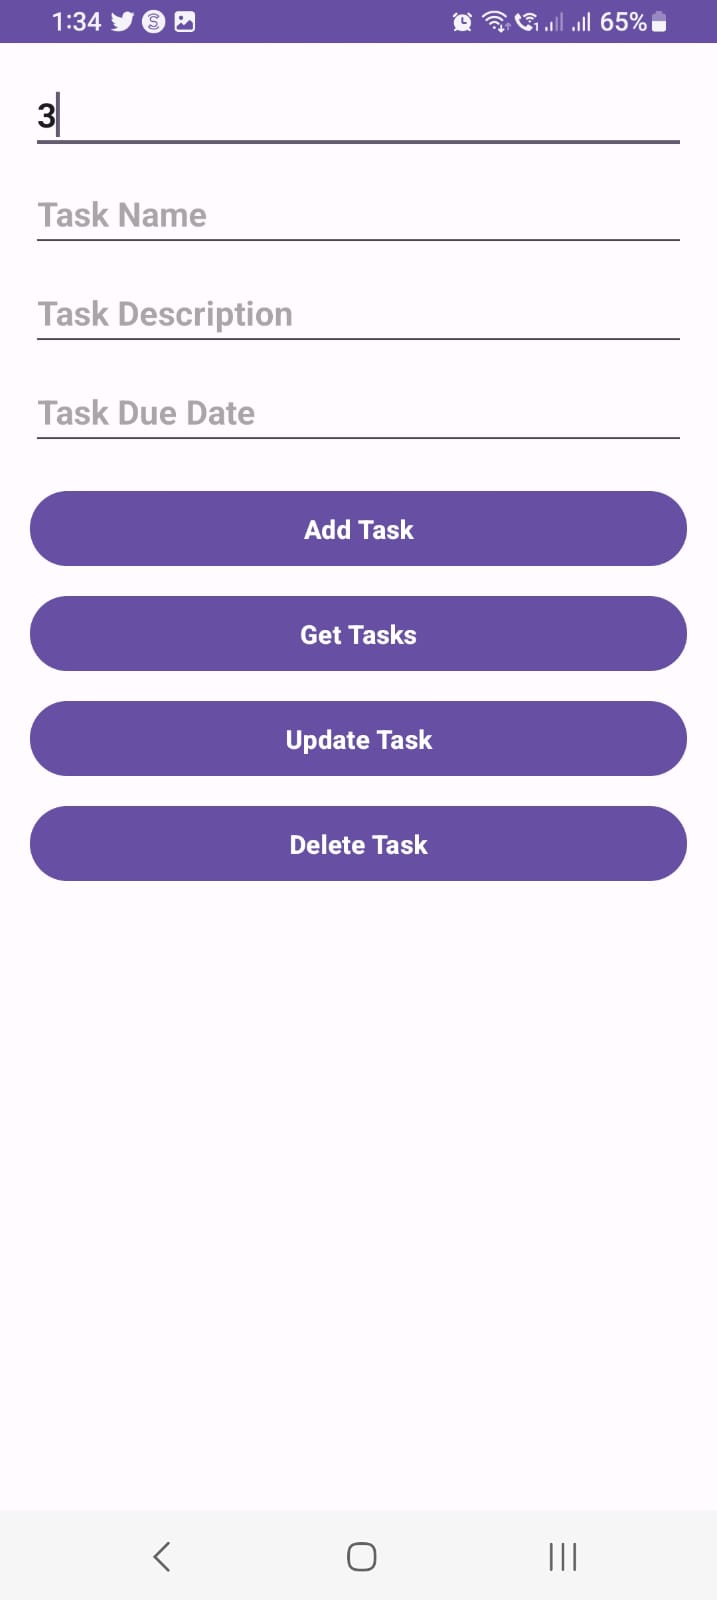 1:34 65%
3
Task Name
Task Description
Task Due Date
Add Task
Get Tasks
Update Task
Delete Task